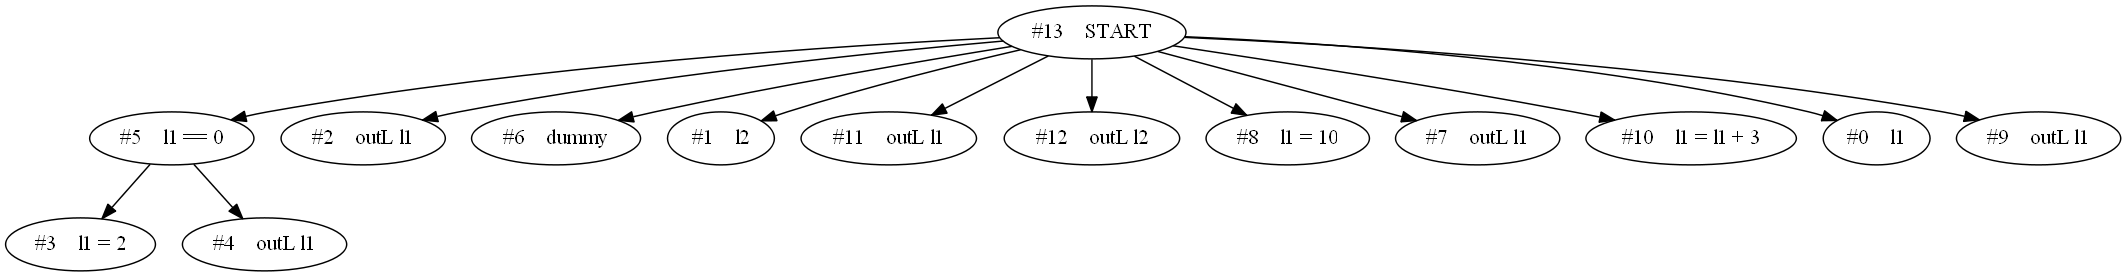 #13 START
#5 l1 == 0
#2 outL l1
#6 dummy
#1 l2
#11 outL l1
#12 outL l2
#8 l1 = 10
#7 outL l1
#10 l1 = l1 + 3
#0 l1
#9 outL l1
#3 l1 = 2
#4 outL l1